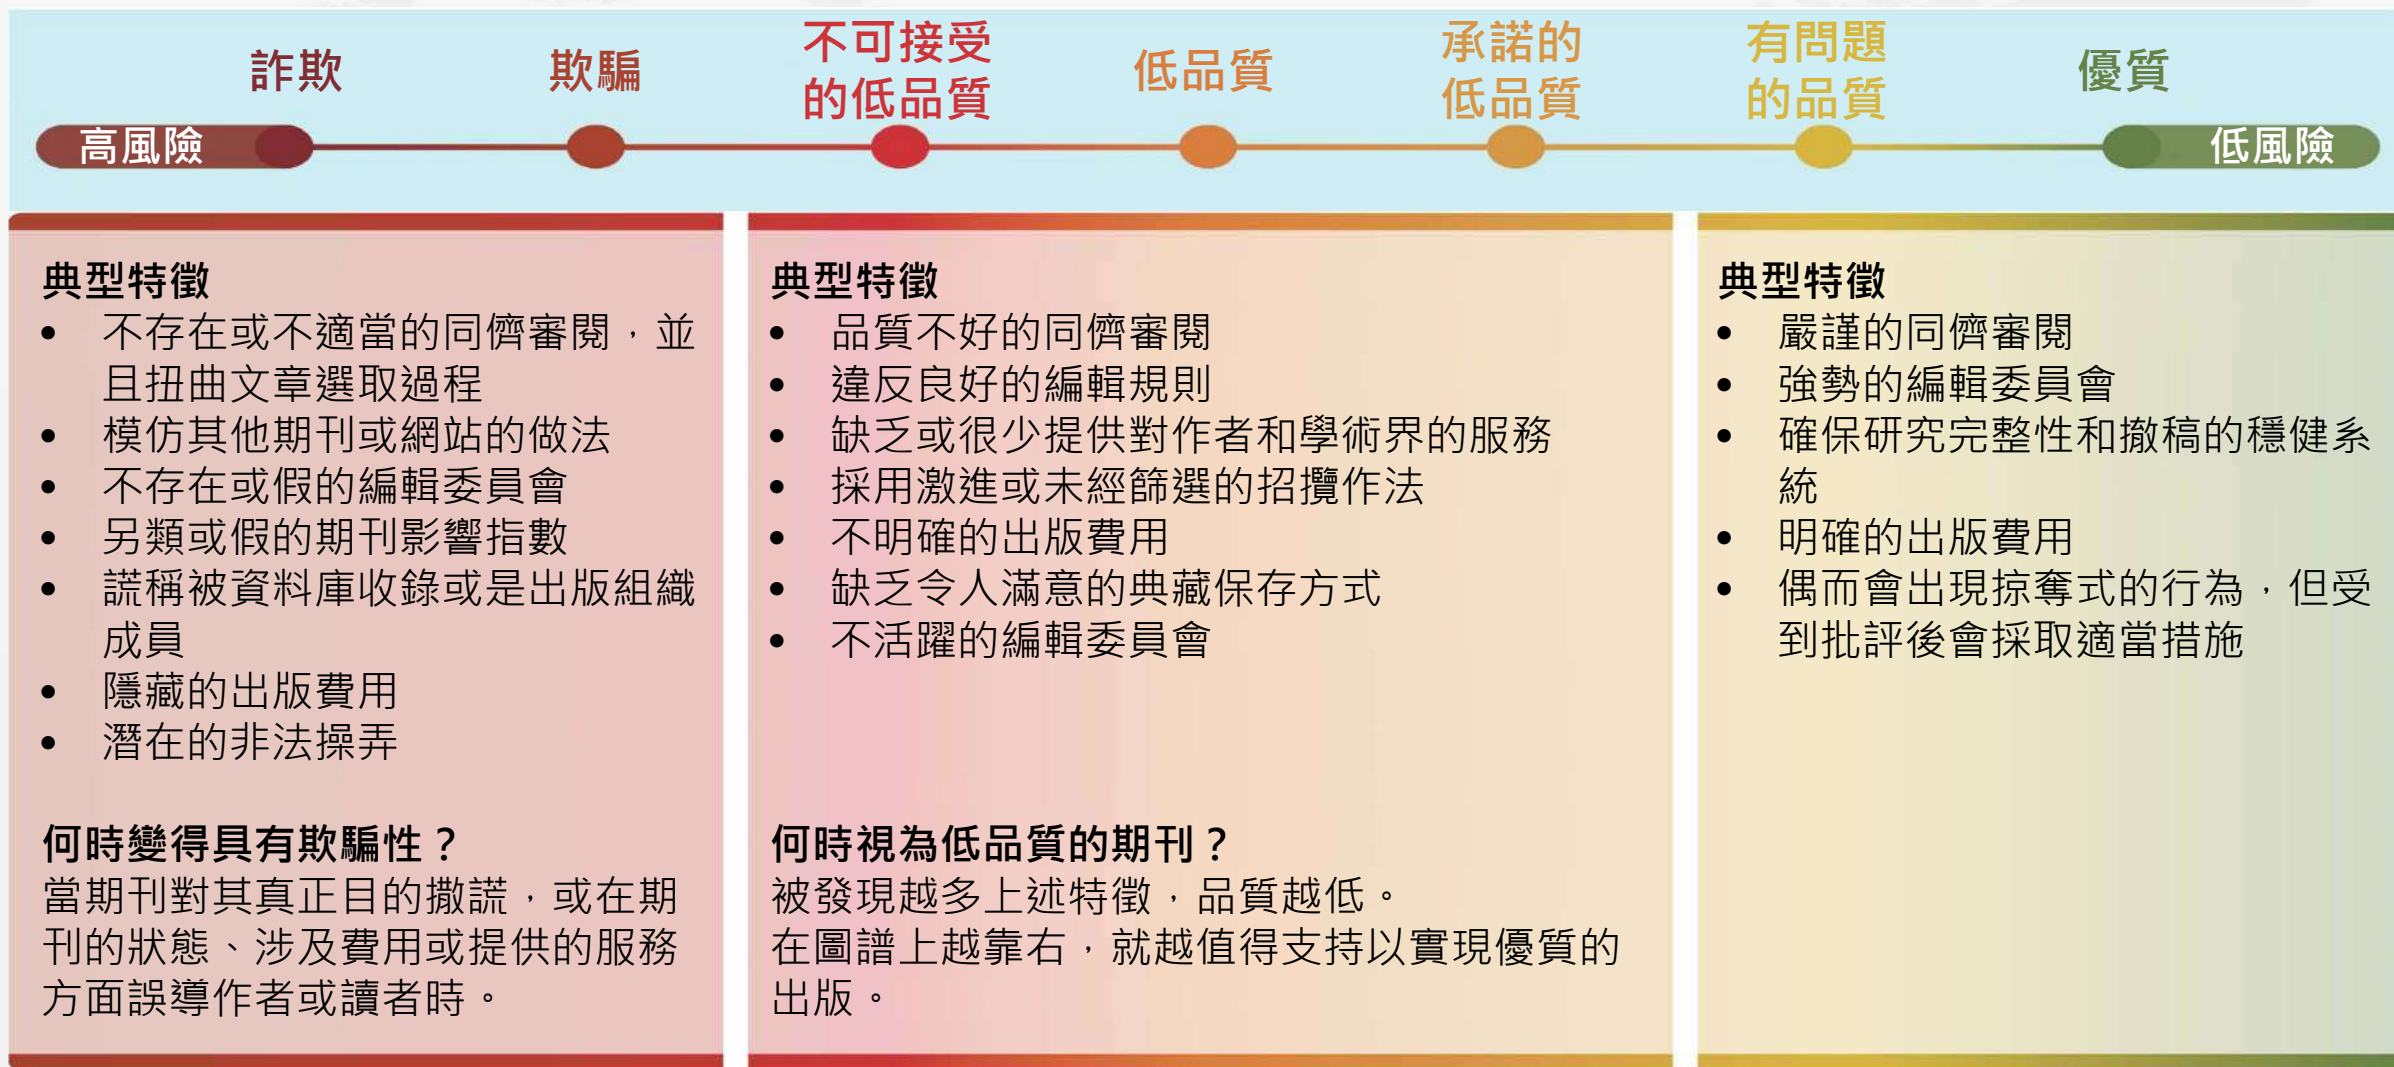 詐欺
欺騙
不可接受
的低品質
低品質
承諾的
低品質
有問題
的品質
優質
高風險
低風險
典型特徵
• 不存在或不適當的同儕審閱，並
且扭曲文章選取過程
• 模仿其他期刊或網站的做法
• 不存在或假的編輯委員會
• 另類或假的期刊影響指數
• 謊稱被資料庫收錄或是出版組織
成員
• 隱藏的出版費用
• 潛在的非法操弄
何時變得具有欺騙性？
當期刊對其真正目的撒謊，或在期
刊的狀態、涉及費用或提供的服務
方面誤導作者或讀者時。
典型特徵
• 品質不好的同儕審閱
• 違反良好的編輯規則
• 缺乏或很少提供對作者和學術界的服務
• 採用激進或未經篩選的招攬作法
• 不明確的出版費用
• 缺乏令人滿意的典藏保存方式
• 不活躍的編輯委員會
何時視為低品質的期刊？
被發現越多上述特徵，品質越低。
在圖譜上越靠右，就越值得支持以實現優質的
出版。
典型特徵
• 嚴謹的同儕審閱
• 強勢的編輯委員會
• 確保研究完整性和撤稿的穩健系
統
• 明確的出版費用
• 偶而會出現掠奪式的行為，但受
到批評後會採取適當措施